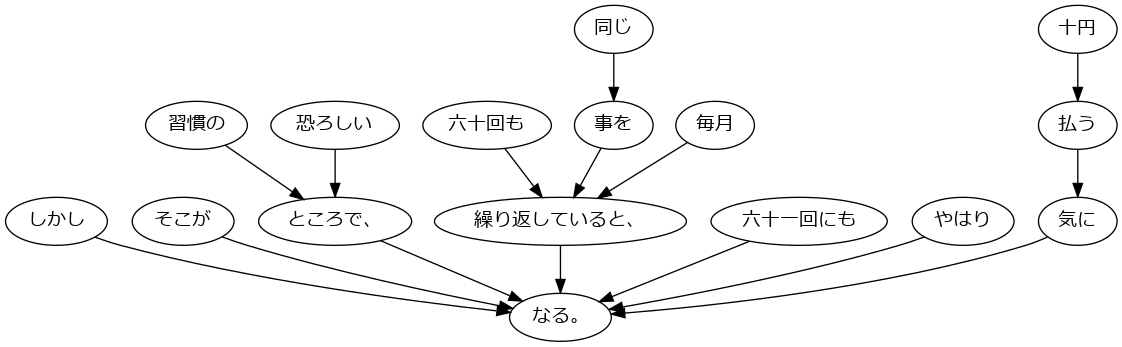 同じ
十円
習慣の
恐ろしい
六十回も
事を
毎月
払う
しかし
そこが
ところで、
繰り返していると、
六十一回にも
やはり
気に
なる。